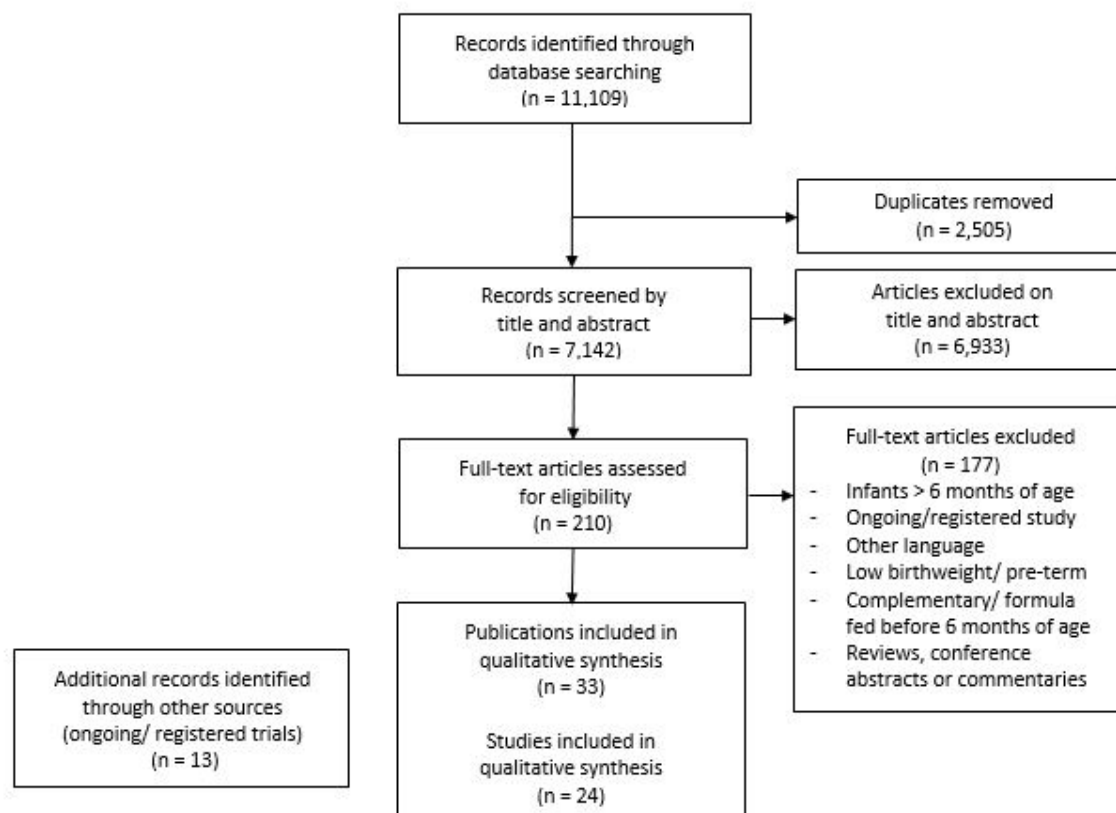 Records identified through
database searching
(n = 11,109)
Duplicates removed
(n = 2,505)
Records screened by
title and abstract
(n = 7,142)
Articles excluded on
title and abstract
(n = 6,933)
Full-text articles assessed
for eligibility
(n = 210)
Full-text articles excluded
(n = 177)
- Infants > 6 months of age
- Ongoing/registered study
- Other language
- Low birthweight/ pre-term
- Complementary/ formula
fed before 6 months of age
- Reviews, conference
abstracts or commentaries
Additional records identified
through other sources
(ongoing/ registered trials)
(n = 13)
Publications included in
qualitative synthesis
(n = 33)
Studies included in
qualitative synthesis
(n = 24)